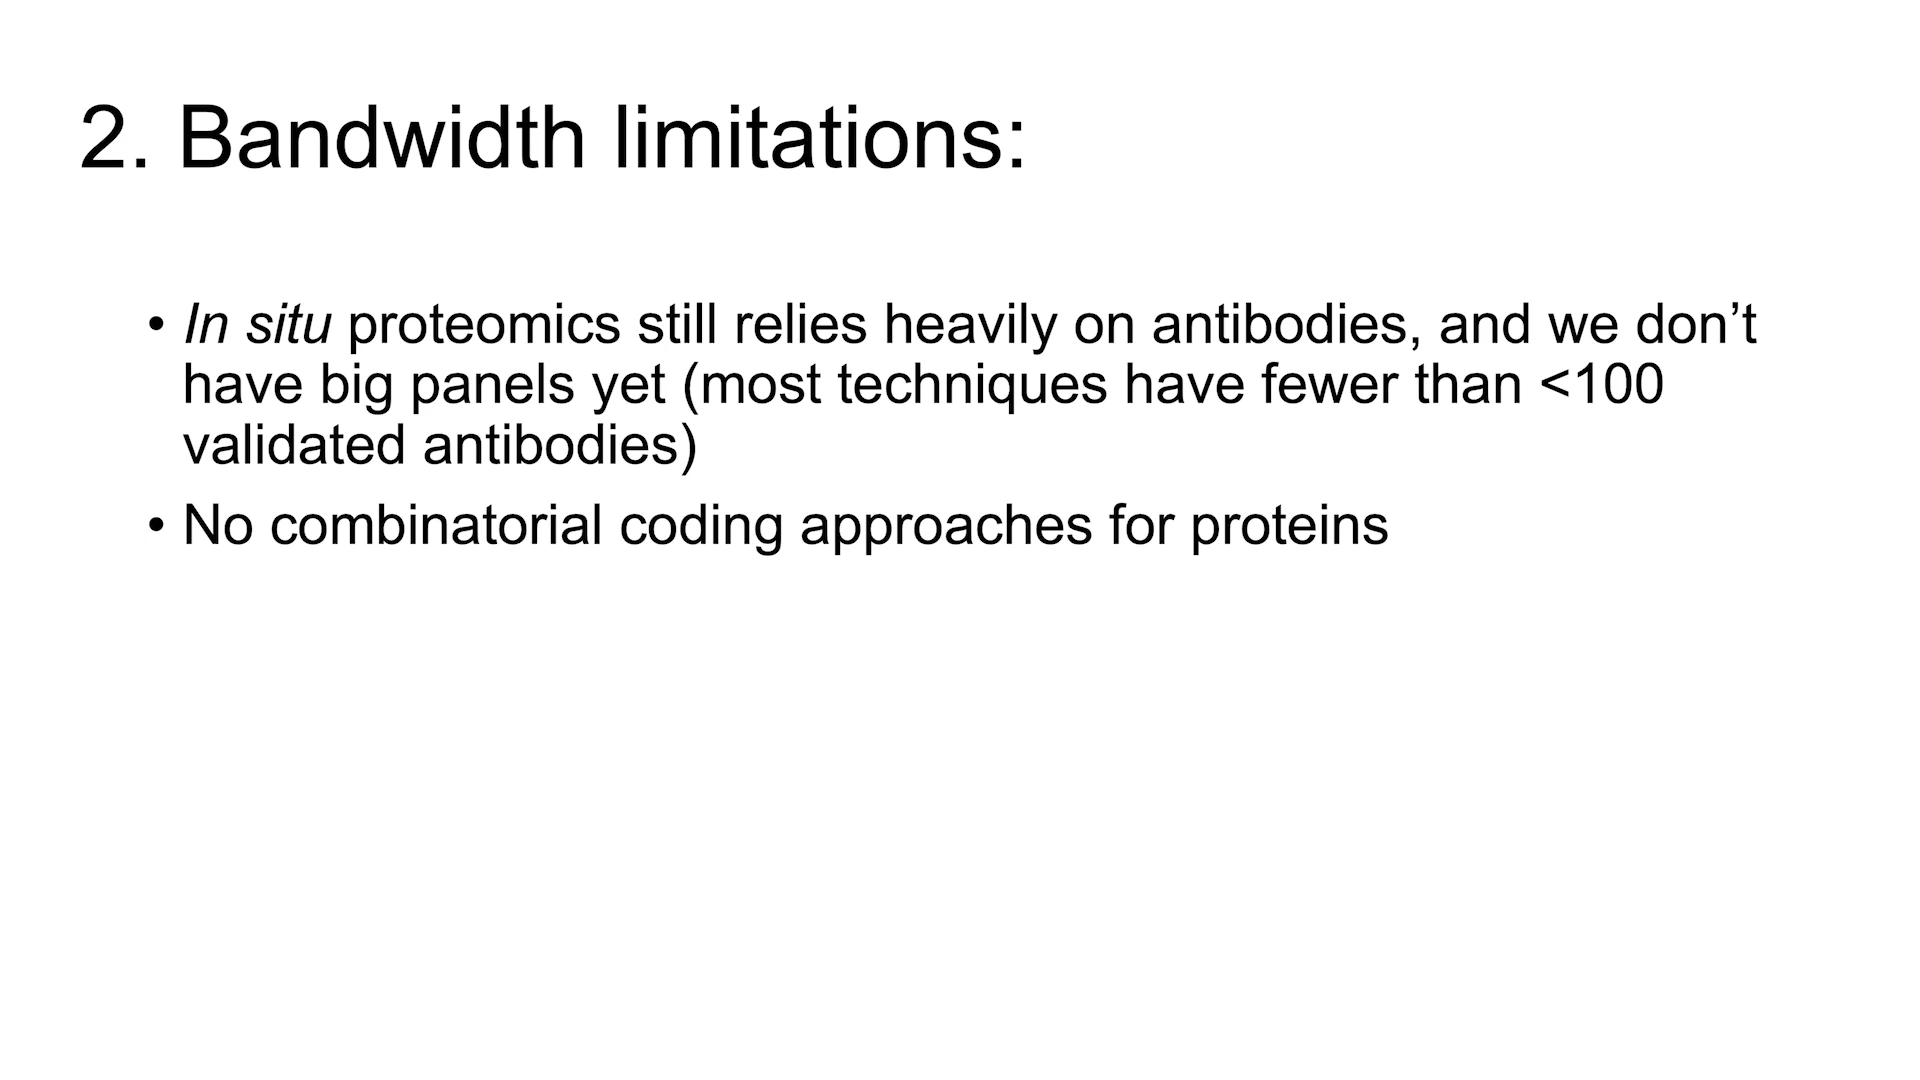 2. Bandwidth limitations:
• In situ proteomics still relies heavily on antibodies, and we don’t
have big panels yet (most techniques have fewer than <100
validated antibodies)
• No combinatorial coding approaches for proteins